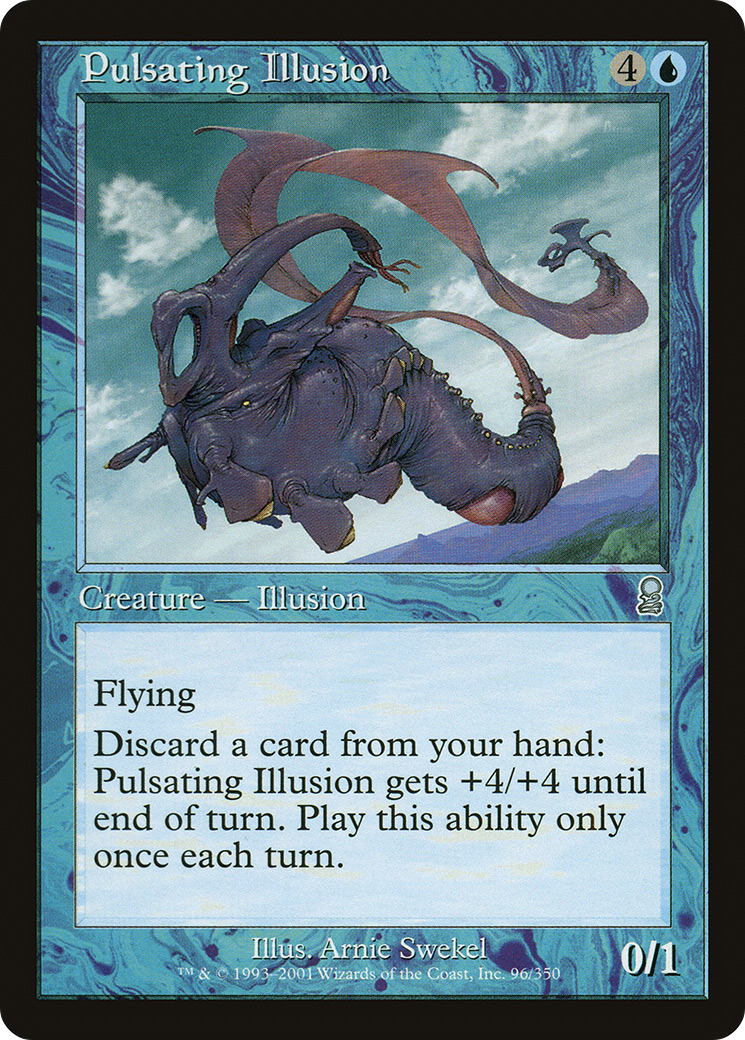 Pulsating Illusion 4
Creature — Illusion
Flying
Discard a card from your hand:
Pulsating Illusion gets +4/+4 until
end of turn. Play this ability only
once each turn.
Illus. Arnie Swekel
™ & © 1993–2001 Wizards of the Coast, Inc. 96/350
0/1